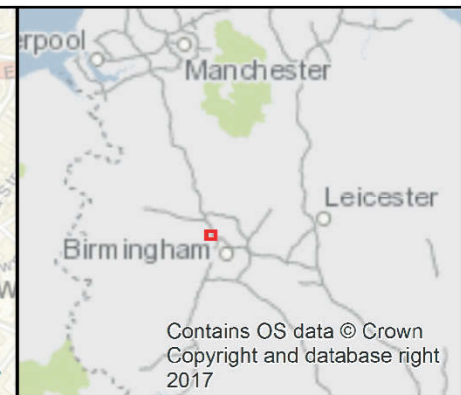 erpool
Manchester
Leicester
Birmingham
Contains OS data © Crown
Copyright and database right
2017